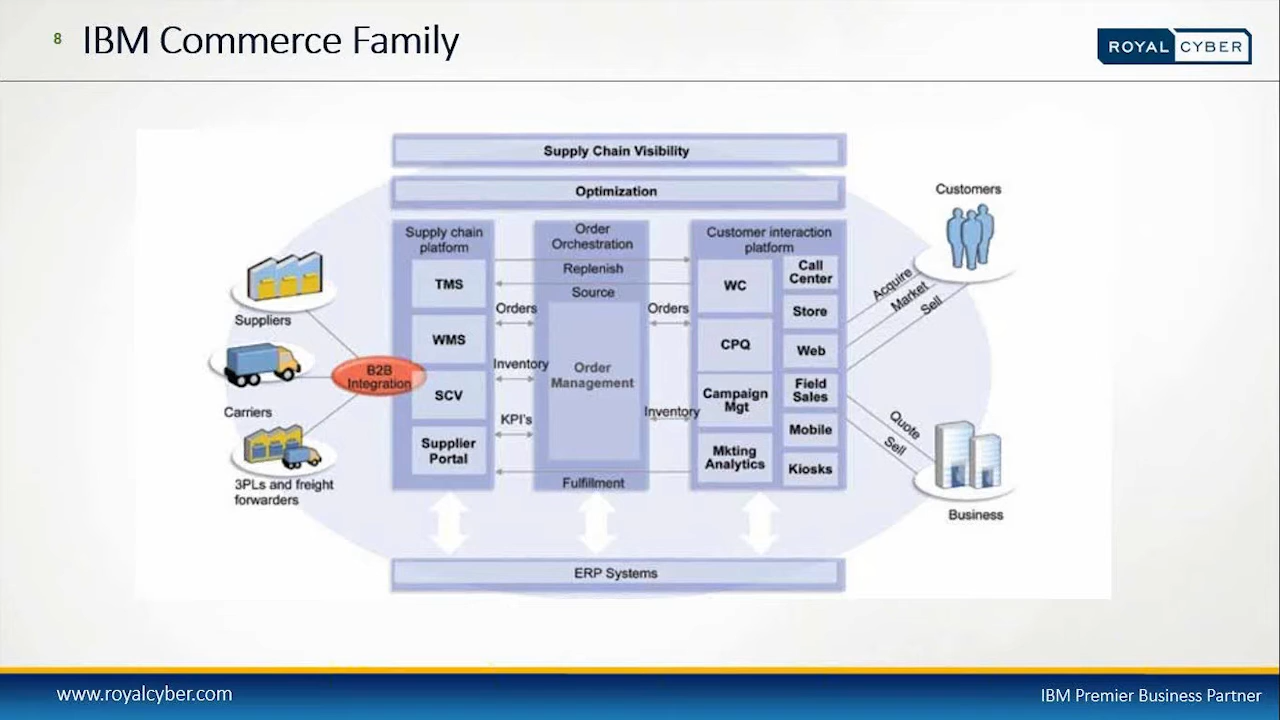 8
IBM Commerce Family
ROYAL CYBER
Supply Chain Visibility
Optimization
Supply chain
platform
TMS
WMS
SCV
Supplier
Portal
Order
Orchestration
Replenish
Source
Orders
Orders
Inventory
KPI's
Order
Management
Inventory
Fulfillment
Customer interaction
platform
WC
CPQ
Campaign
Mgt
Mkting
Analytics
Call
Center
Store
Web
Field
Sales
Mobile
Kiosks
Suppliers
B2B
Integration
Carriers
3PLs and freight
forwarders
Customers
Acquire
Market
Sell
Quote
Sell
Business
ERP Systems
www.royalcyber.com
IBM Premier Business Partner